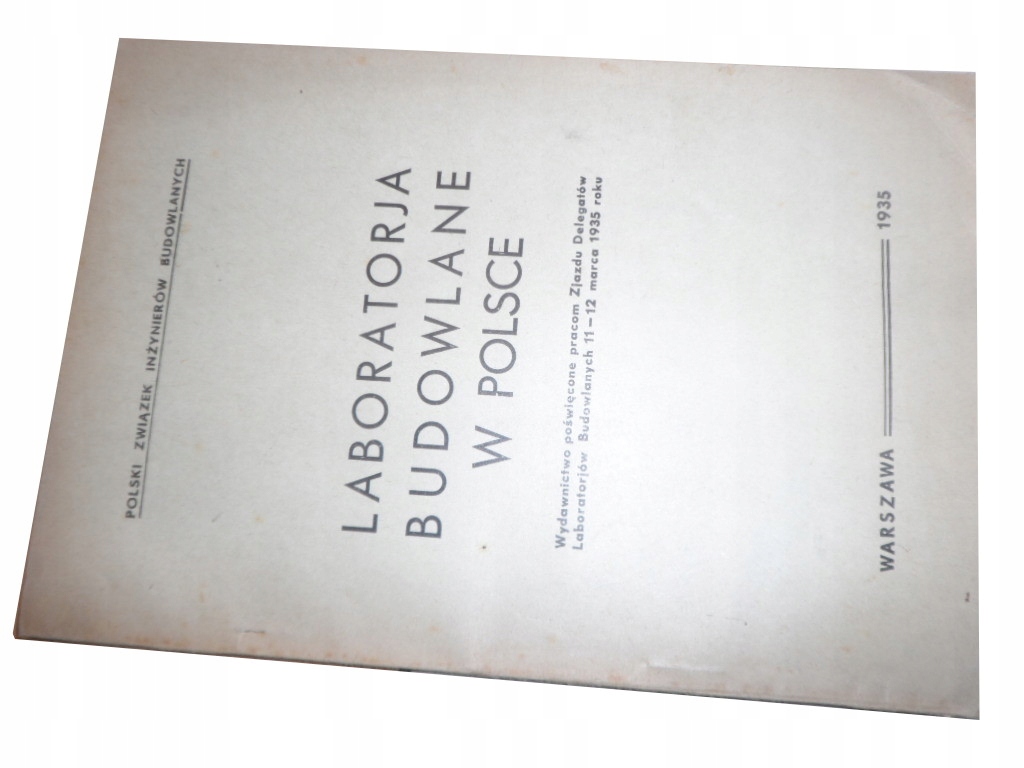 POLSKI ZWIĄZEK INŻYNIERÓW BUDOWLANYCH
LABORATORJA
BUDOWLANE
W POLSCE
Wydawnictwo poświęcone pracom Zjazdu Delegatów
Laboratorjów Budowlanych 11–12 marca 1935 roku
WARSZAWA 1935